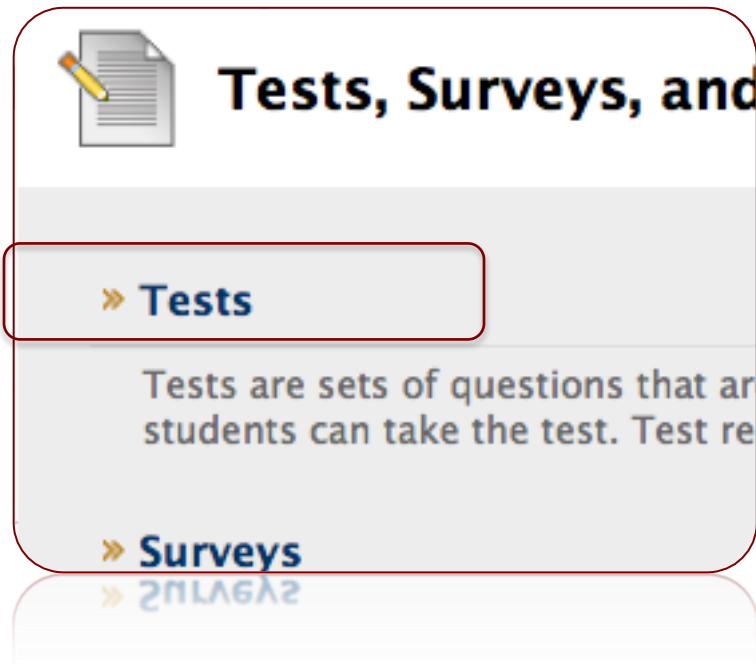 Tests, Surveys, and
» Tests
Tests are sets of questions that ar
students can take the test. Test re
» Surveys